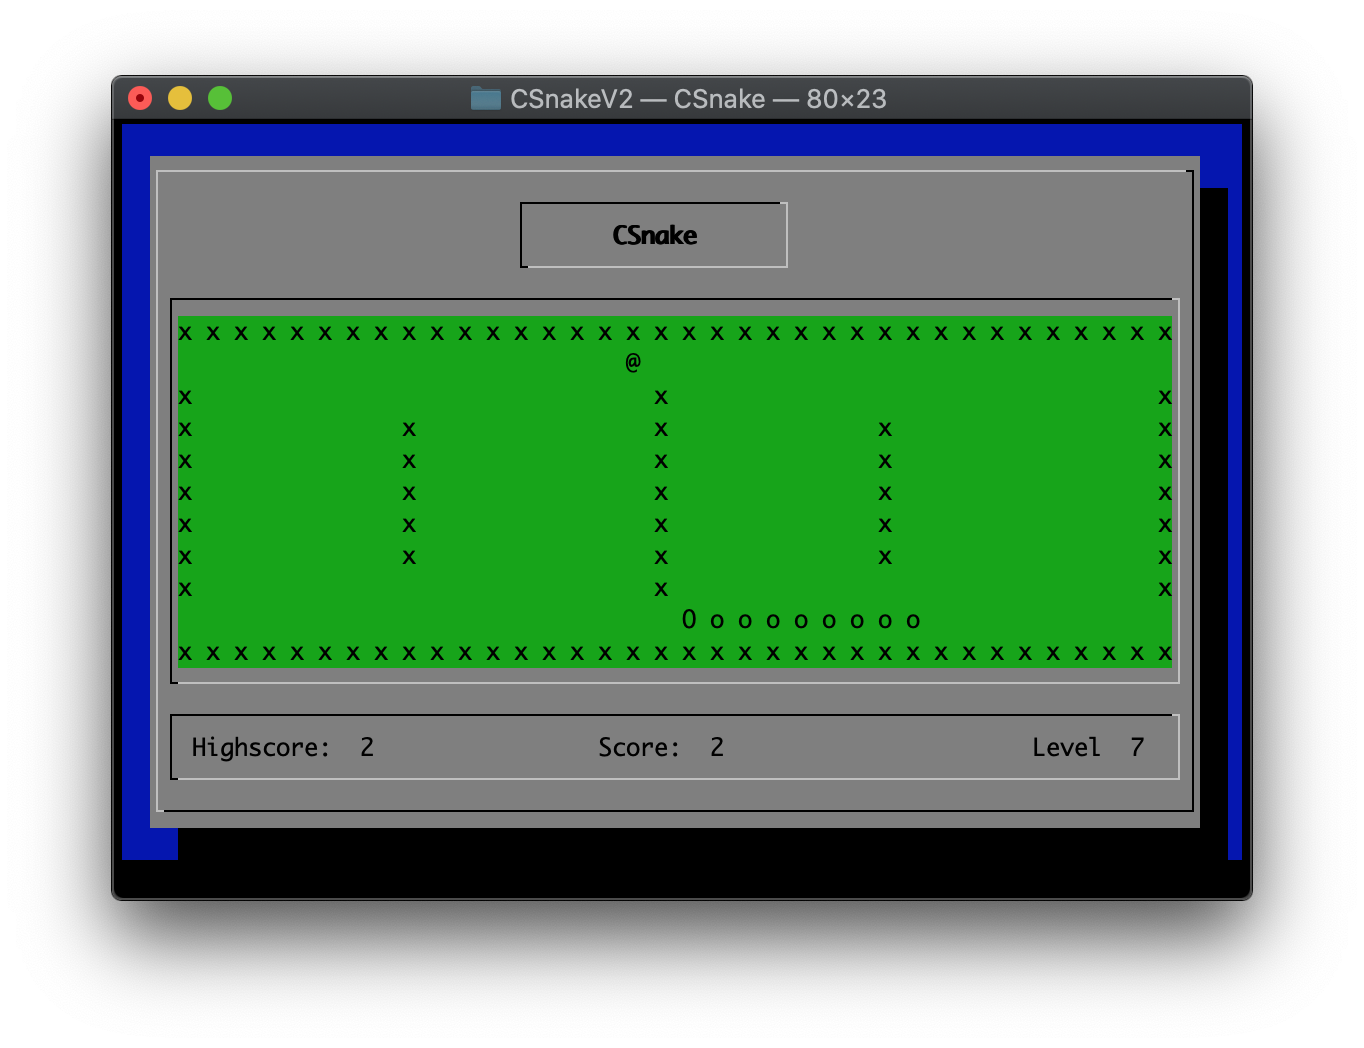 CSnakeV2 — CSnake — 80×23
CSnake
x x x x x x x x x x x x x x x x x x x x x x x x x x x x x x x x x x x x
@
x x x
x x x x x
x x x x x
x x x x x
x x x x x
x x x x x
x x x
O o o o o o o o o
x x x x x x x x x x x x x x x x x x x x x x x x x x x x x x x x x x x x
Highscore: 2 Score: 2 Level 7